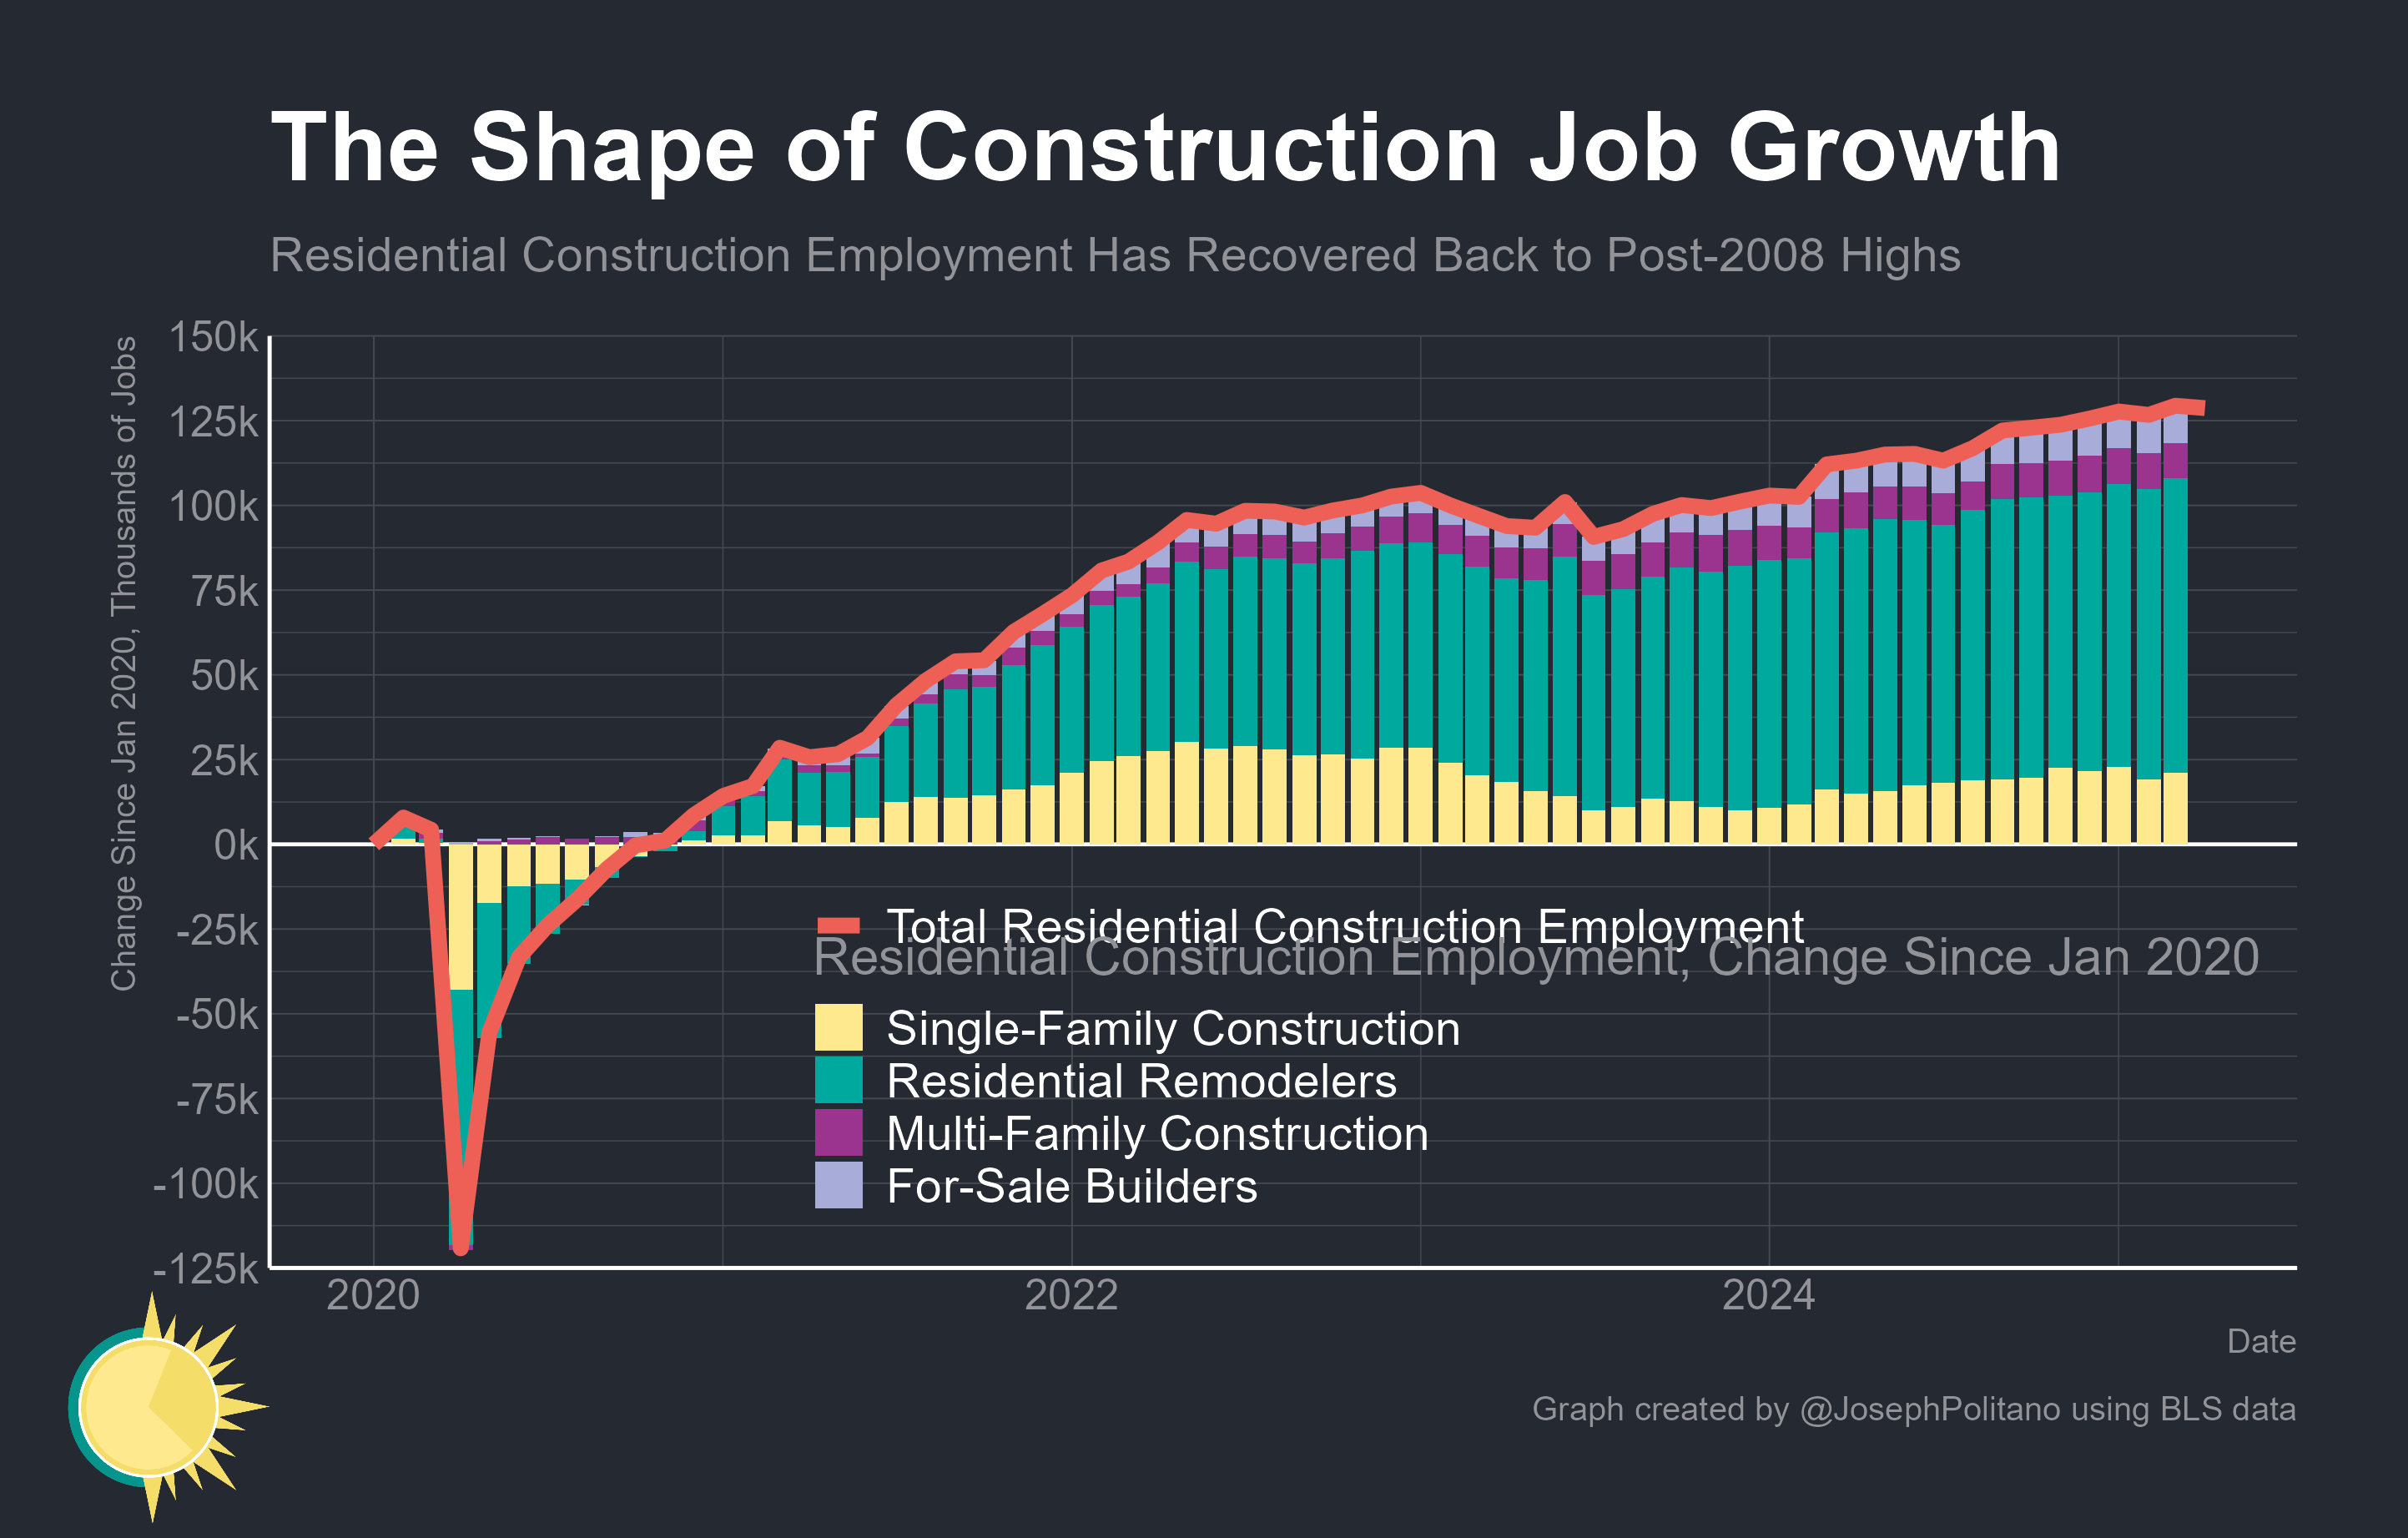 The Shape of Construction Job Growth
Residential Construction Employment Has Recovered Back to Post-2008 Highs
Change Since Jan 2020, Thousands of Jobs
150k
125k
100k
75k
50k
25k
0k
-25k
-50k
-75k
-100k
-125k
Total Residential Construction Employment
Residential Construction Employment, Change Since Jan 2020
Single-Family Construction
Residential Remodelers
Multi-Family Construction
For-Sale Builders
2020 2022 2024
Date
Graph created by @JosephPolitano using BLS data